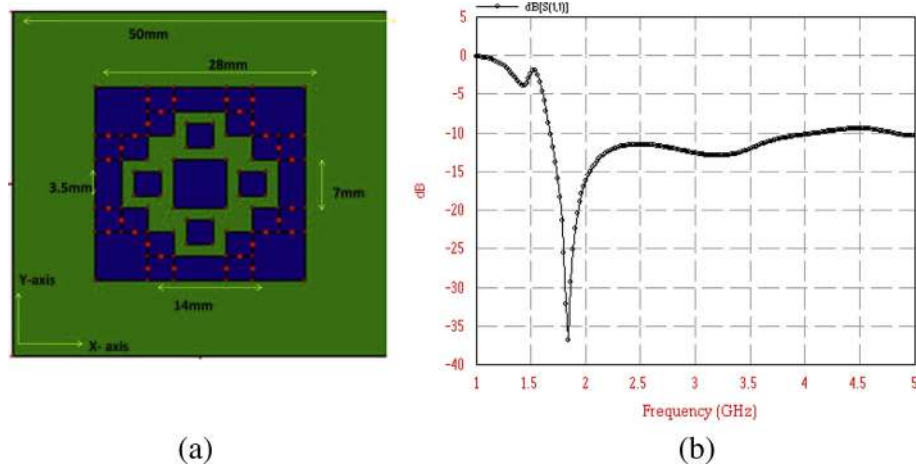 50mm
28mm
3.5mm
7mm
14mm
Y-axis
X- axis
(a)
dB[S(1,1)]
5
0
-5
-10
-15
-20
-25
-30
-35
-40
dB
1 1.5 2 2.5 3 3.5 4 4.5 5
Frequency (GHz)
(b)